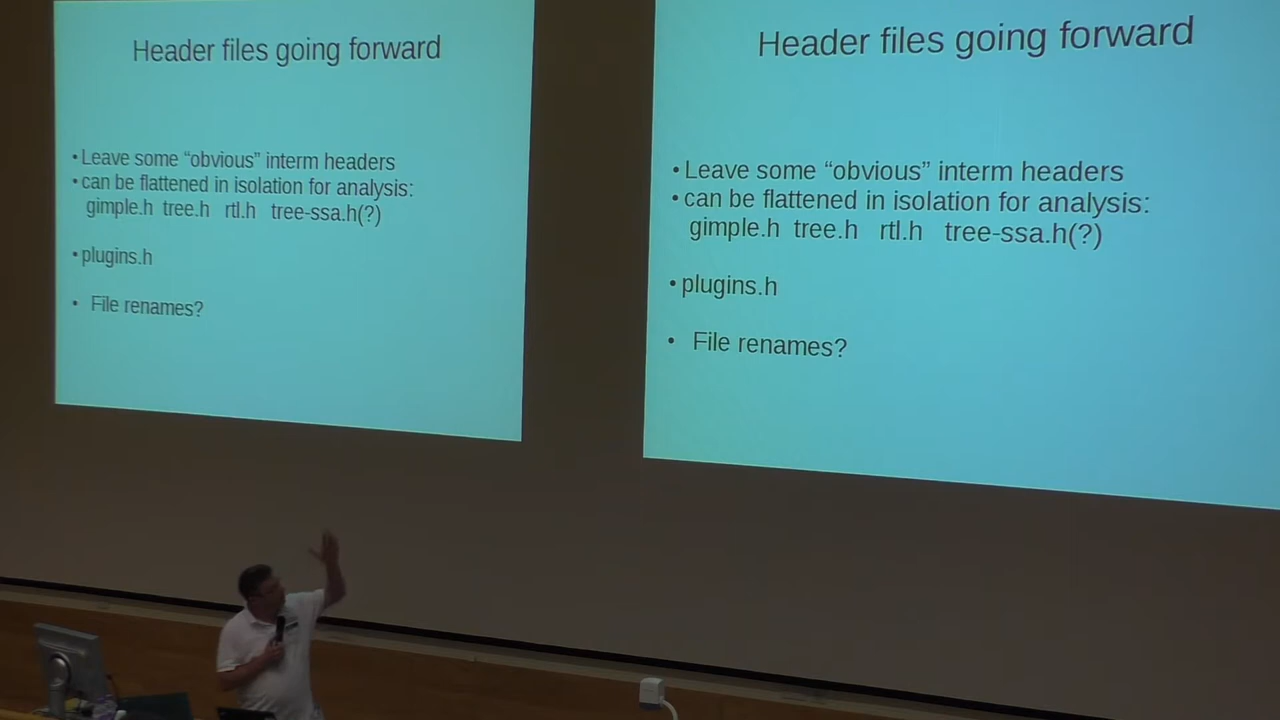 Header files going forward
• Leave some “obvious” interm headers
• can be flattened in isolation for analysis:
gimple.h tree.h rtl.h tree-ssa.h(?)
• plugins.h
• File renames?
Header files going forward
• Leave some “obvious” interm headers
• can be flattened in isolation for analysis:
gimple.h tree.h rtl.h tree-ssa.h(?)
• plugins.h
• File renames?